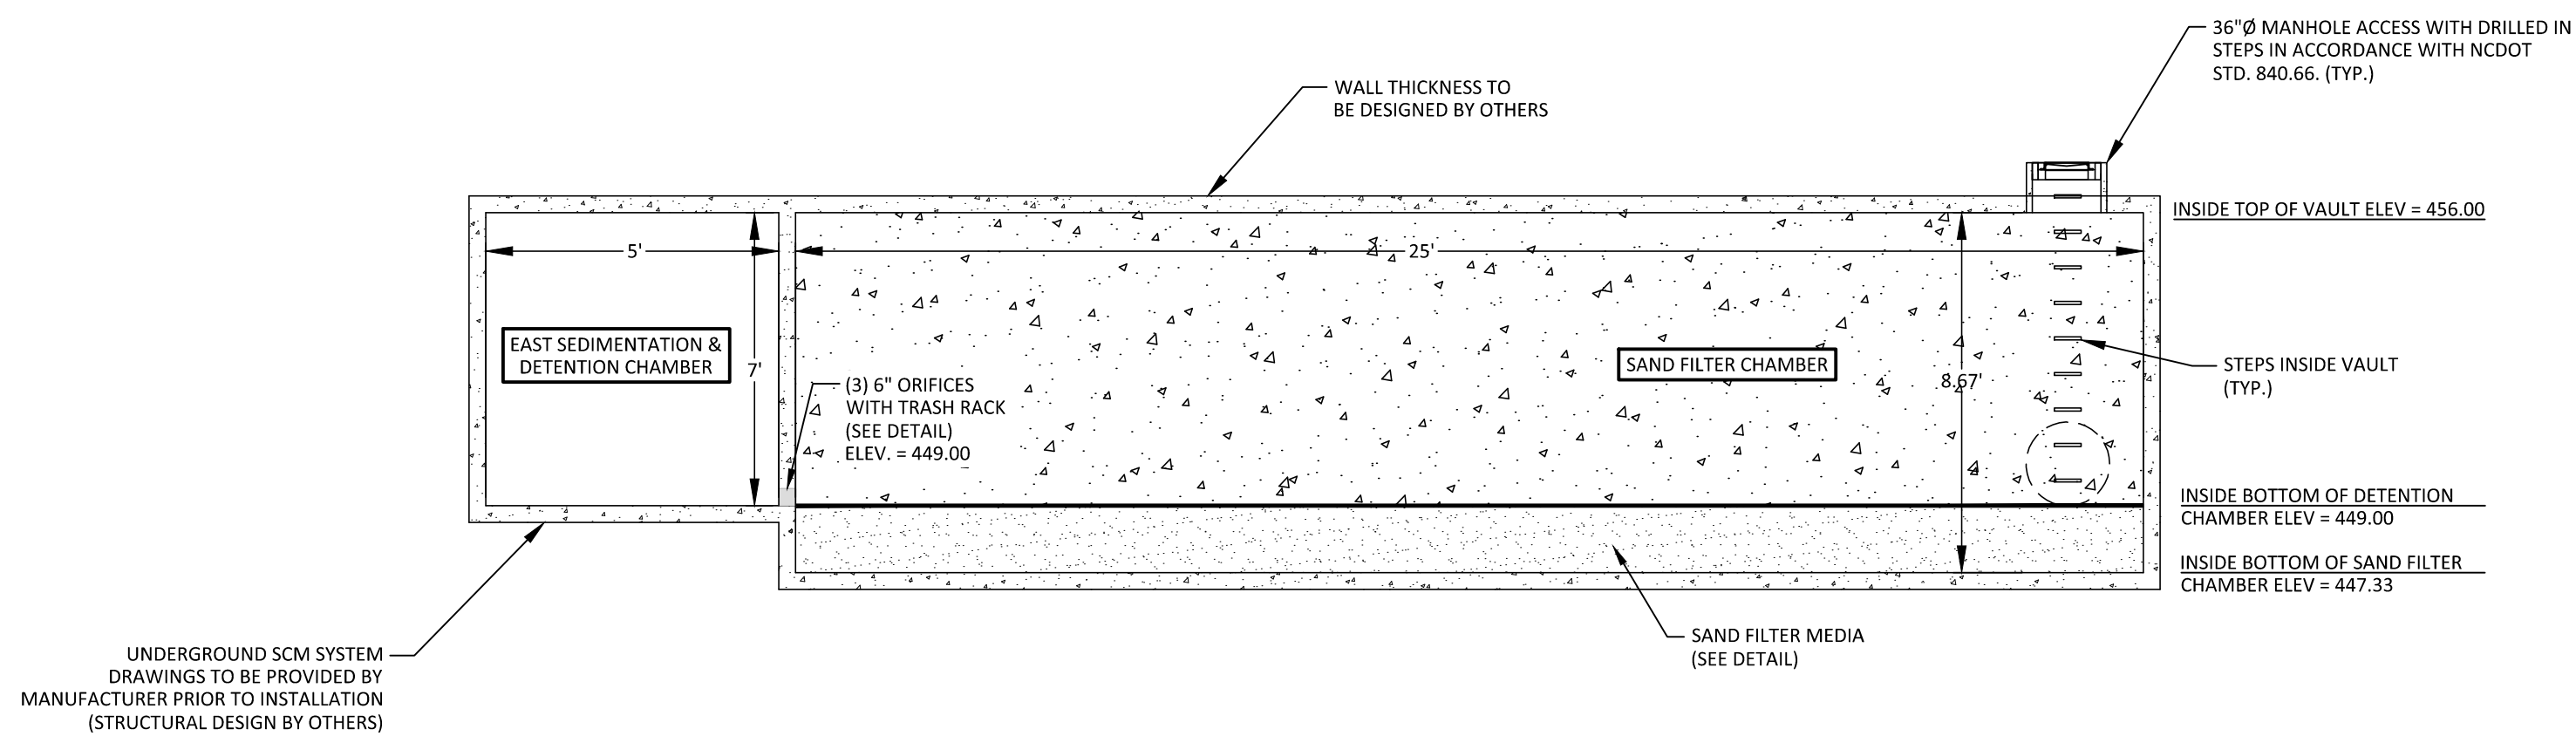 36"Ø MANHOLE ACCESS WITH DRILLED IN
STEPS IN ACCORDANCE WITH NCDOT
STD. 840.66. (TYP.)
WALL THICKNESS TO
BE DESIGNED BY OTHERS
INSIDE TOP OF VAULT ELEV = 456.00
5'
25'
EAST SEDIMENTATION &
DETENTION CHAMBER
7'
(3) 6" ORIFICES
WITH TRASH RACK
(SEE DETAIL)
ELEV. = 449.00
SAND FILTER CHAMBER
8.67'
STEPS INSIDE VAULT
(TYP.)
INSIDE BOTTOM OF DETENTION
CHAMBER ELEV = 449.00
INSIDE BOTTOM OF SAND FILTER
CHAMBER ELEV = 447.33
SAND FILTER MEDIA
(SEE DETAIL)
UNDERGROUND SCM SYSTEM
DRAWINGS TO BE PROVIDED BY
MANUFACTURER PRIOR TO INSTALLATION
(STRUCTURAL DESIGN BY OTHERS)